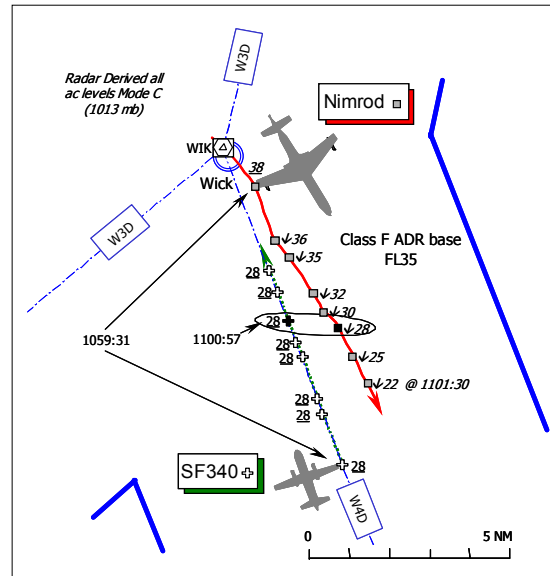 Radar Derived all
ac levels Mode C
(1013 mb)
W3D
Nimrod
WIK
Wick
38
W3D
↓36
↓35
Class F ADR base
FL35
28
28
↓32
↓30
28
↓28
1059:31
1100:57
28
28
↓25
↓22 @ 1101:30
28
28
SF340
28
W4D
0
5 NM